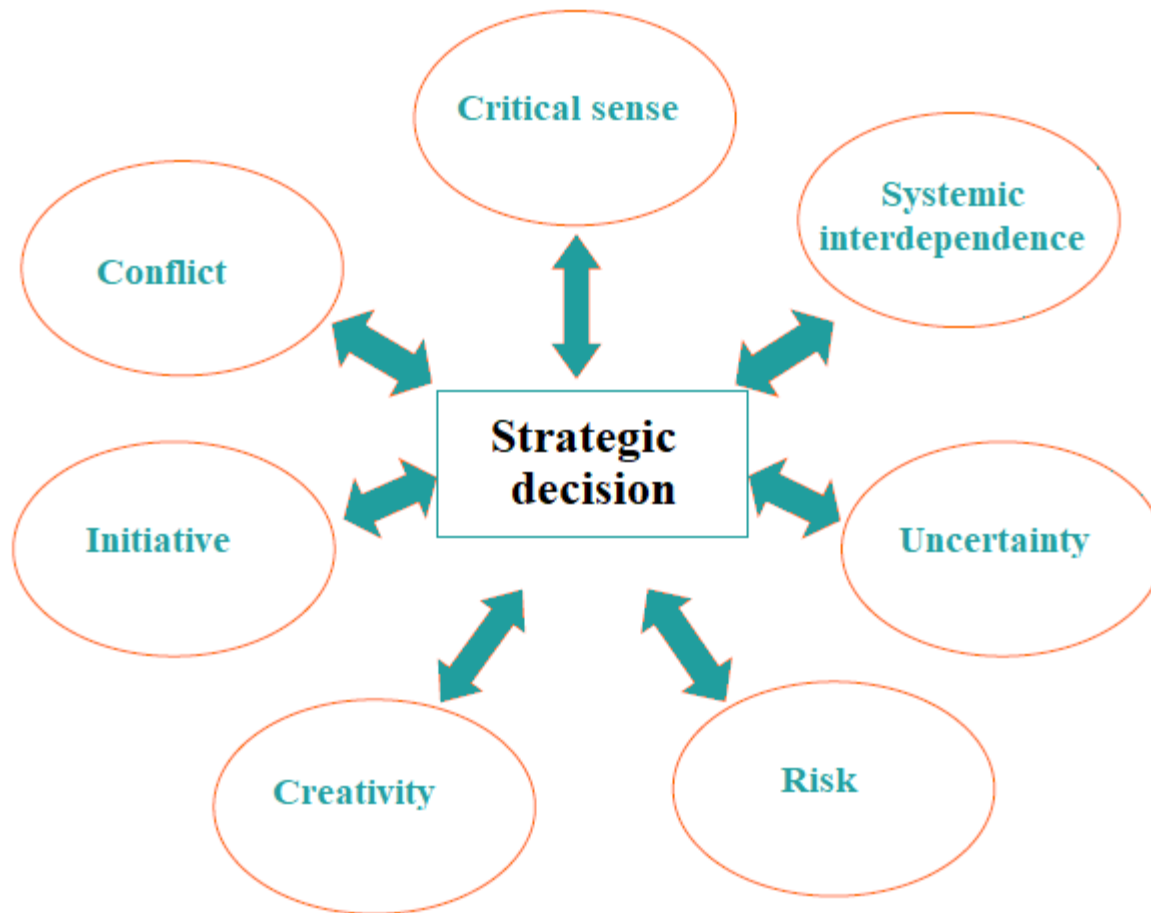 Critical sense
Systemic
interdependence
Conflict
Strategic
decision
Initiative
Uncertainty
Creativity
Risk